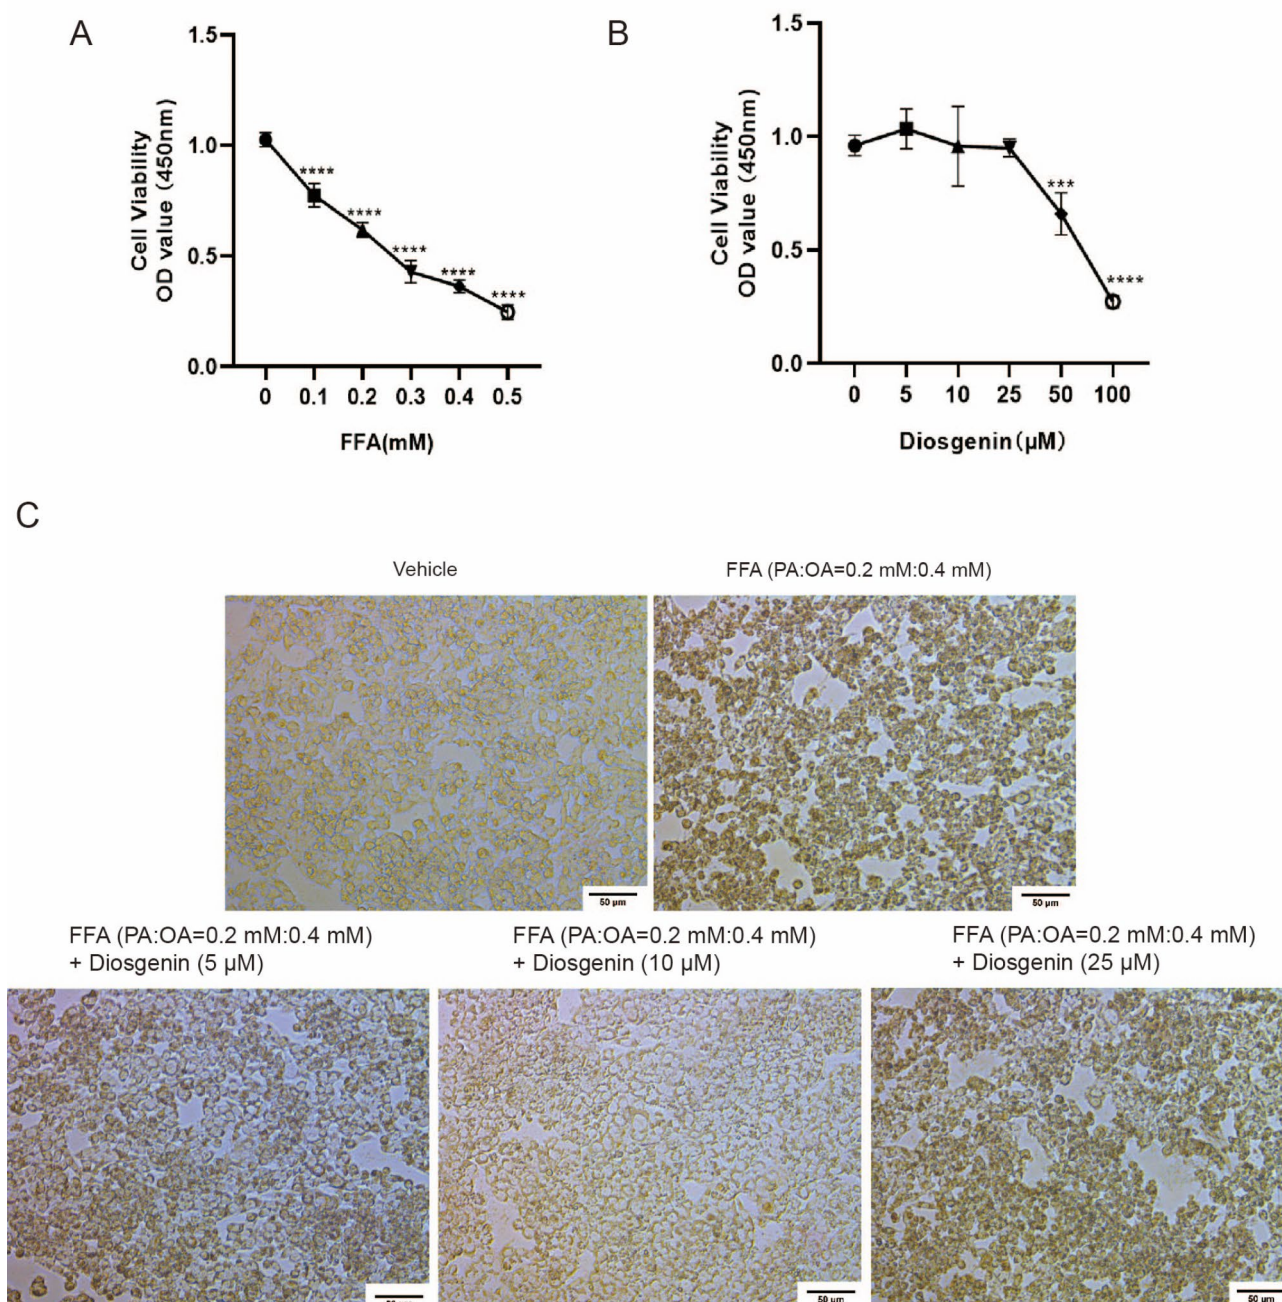 A
1.5
1.0
0.5
0.0
Cell Viability
OD value (450nm)
****
****
****
****
****
0 0.1 0.2 0.3 0.4 0.5
FFA(mM)
B
1.5
1.0
0.5
0.0
Cell Viability
OD value (450nm)
***
****
0 5 10 25 50 100
Diosgenin(μM)
C
Vehicle
FFA (PA:OA=0.2 mM:0.4 mM)
50 μm
50 μm
FFA (PA:OA=0.2 mM:0.4 mM)
+ Diosgenin (5 μM)
FFA (PA:OA=0.2 mM:0.4 mM)
+ Diosgenin (10 μM)
FFA (PA:OA=0.2 mM:0.4 mM)
+ Diosgenin (25 μM)
50 μm
50 μm